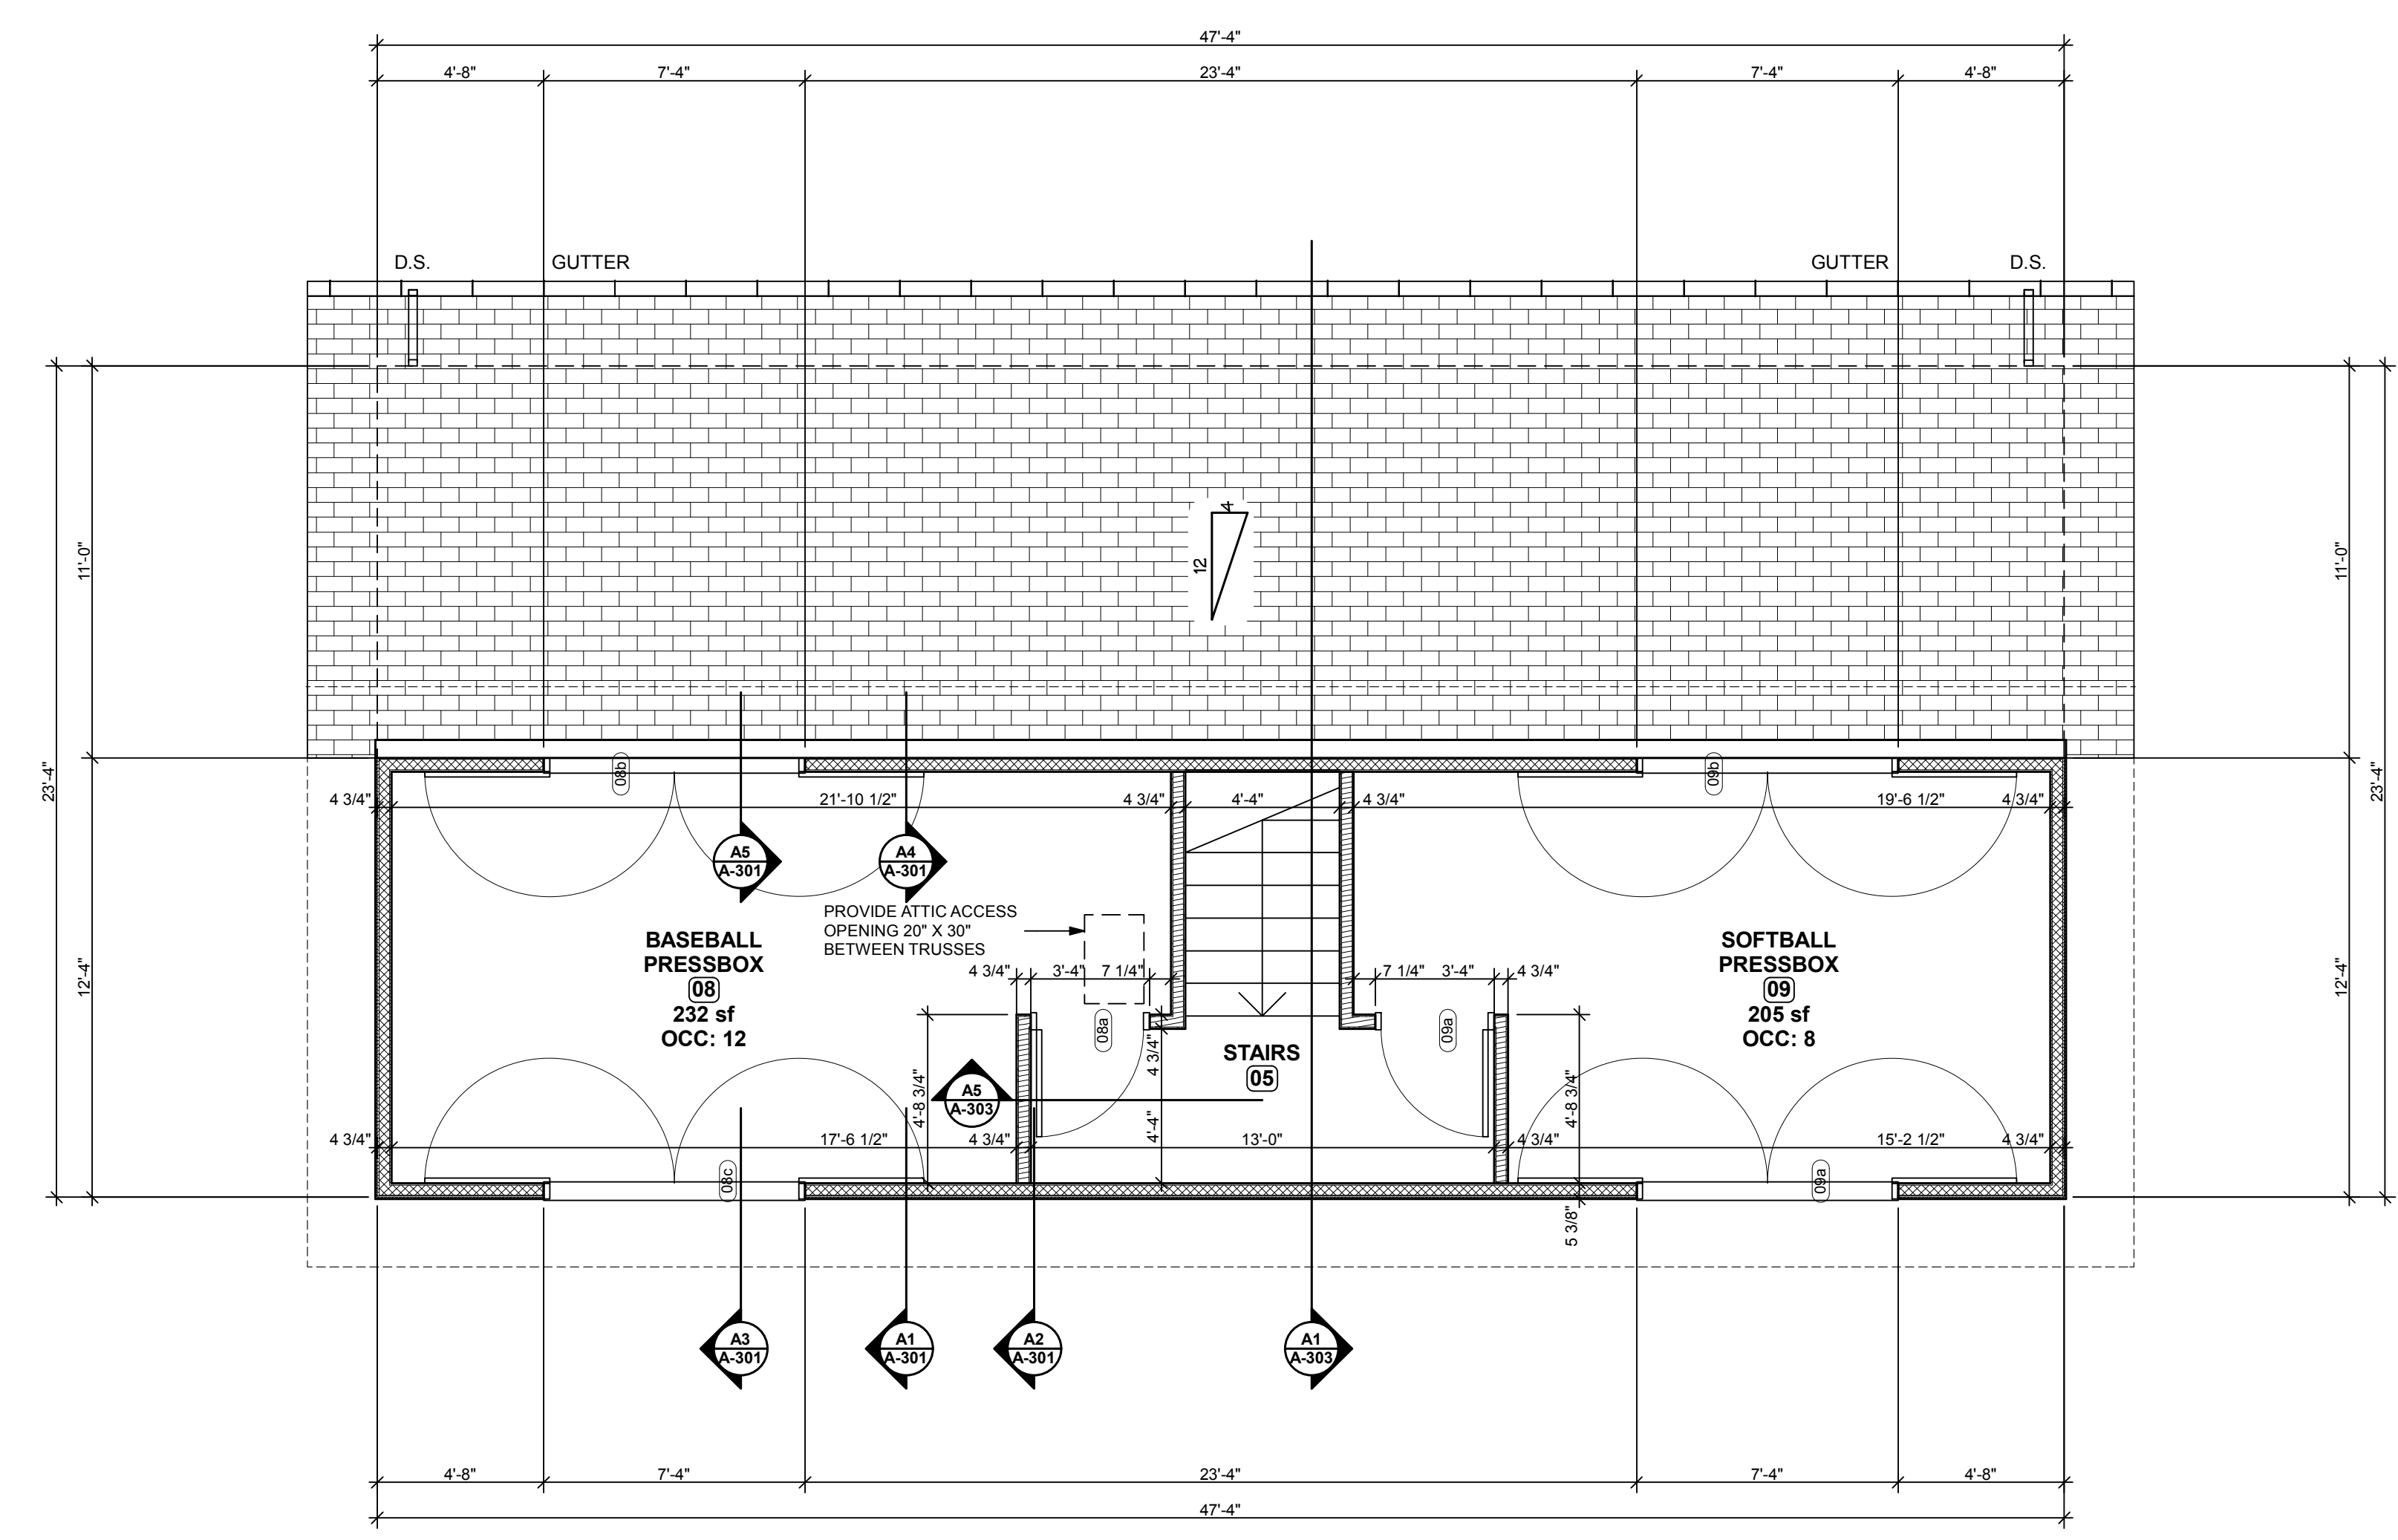 47'-4"
4'-8" 7'-4" 23'-4" 7'-4" 4'-8"
D.S. GUTTER GUTTER D.S.
4
12
11'-0" 11'-0"
23'-4" 23'-4"
12'-4" 12'-4"
08b 09b
4 3/4" 21'-10 1/2" 4 3/4" 4'-4" 4 3/4" 19'-6 1/2" 4 3/4"
A5
A-301
A4
A-301
PROVIDE ATTIC ACCESS
OPENING 20" X 30"
BETWEEN TRUSSES
BASEBALL
PRESSBOX
08
232 sf
OCC: 12
SOFTBALL
PRESSBOX
09
205 sf
OCC: 8
4 3/4" 3'-4" 7 1/4" 7 1/4" 3'-4" 4 3/4"
08a 09a
STAIRS
05
4 3/4"
4'-8 3/4" 4'-8 3/4"
A5
A-303
4'-4"
4 3/4" 17'-6 1/2" 4 3/4" 13'-0" 4 3/4" 15'-2 1/2" 4 3/4"
08c 09a
5 3/8"
A3
A-301
A1
A-301
A2
A-301
A1
A-303
4'-8" 7'-4" 23'-4" 7'-4" 4'-8"
47'-4"